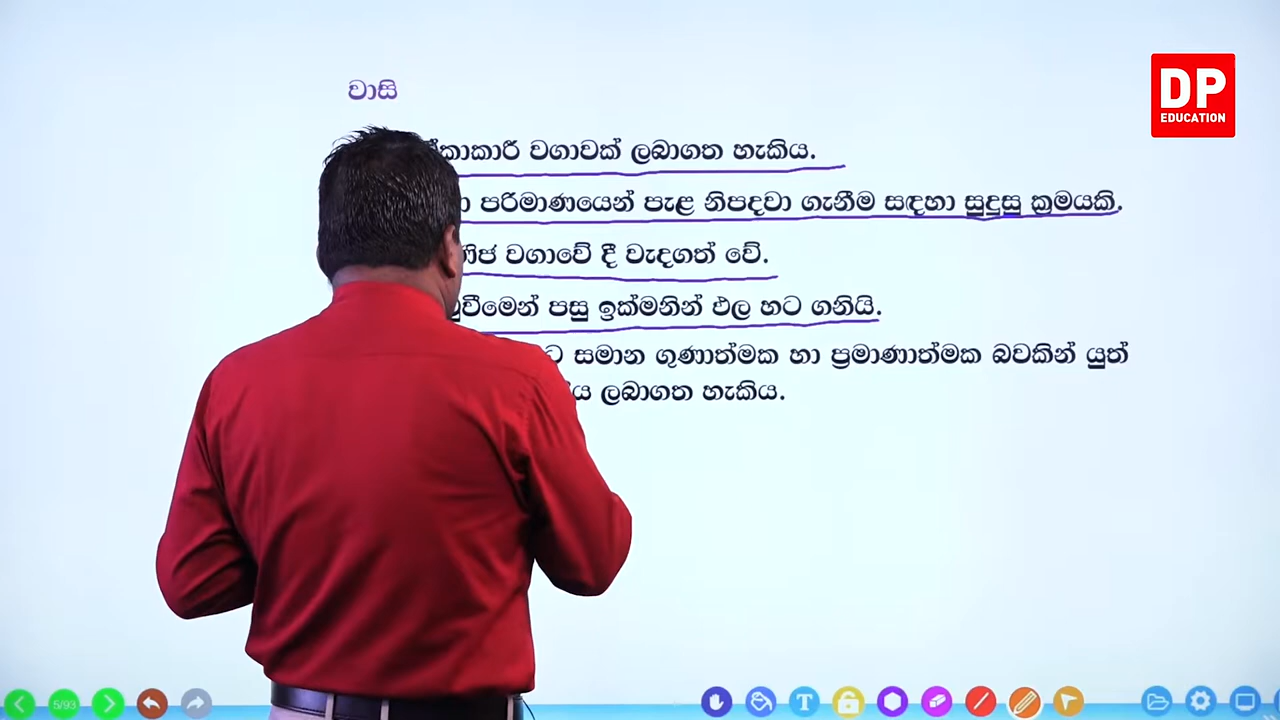 වාසි
වගාවක් ලබාගත හැකිය.
පරිමාණයෙන් පැළ නිපදවා ගැනීම සඳහා සුදුසු ක්‍රමයකි.
වගාවේ දී වැදගත් වේ.
පසු ඉක්මනින් ඵල හට ගනියි.
සමාන ගුණාත්මක හා ප්‍රමාණාත්මක බවකින් යුත්
ලබාගත හැකිය.
DP
EDUCATION
5/93
T